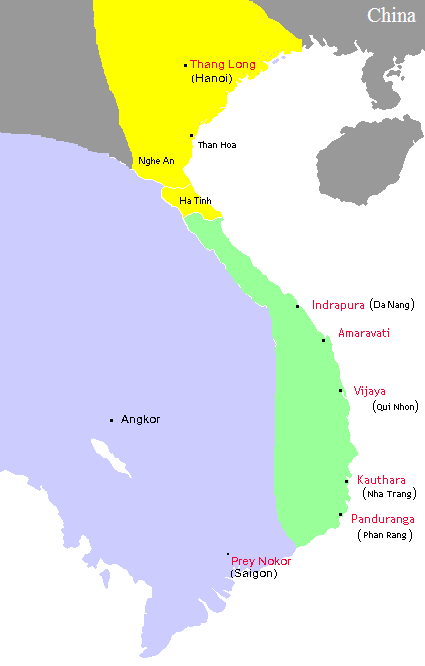 China
Thang Long
(Hanoi)
Than Hoa
Nghe An
Ha Tinh
Indrapura (Da Nang)
Amaravati
Vijaya
(Qui Nhon)
Angkor
Kauthara
(Nha Trang)
Panduranga
(Phan Rang)
Prey Nokor
(Saigon)